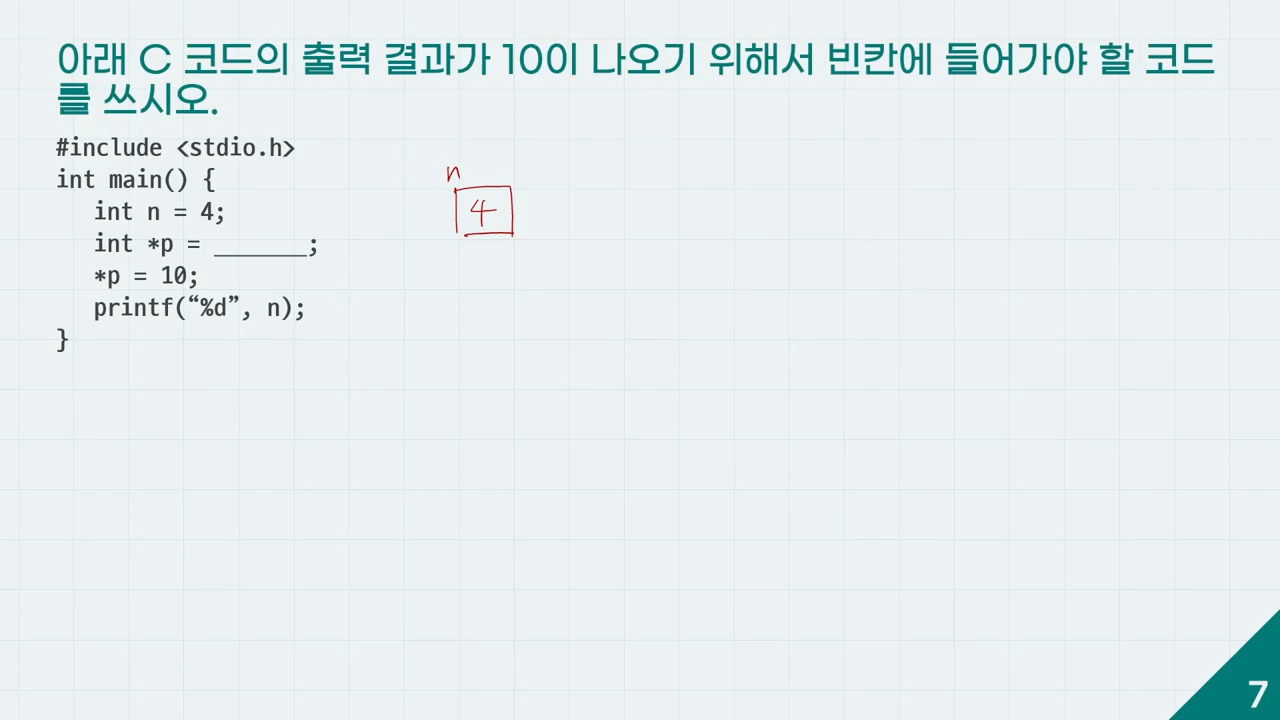 아래 C 코드의 출력 결과가 10이 나오기 위해서 빈칸에 들어가야 할 코드
를 쓰시오.
#include <stdio.h>
int main() {
int n = 4;
int *p = _______;
*p = 10;
printf(“%d”, n);
}
n
4
7